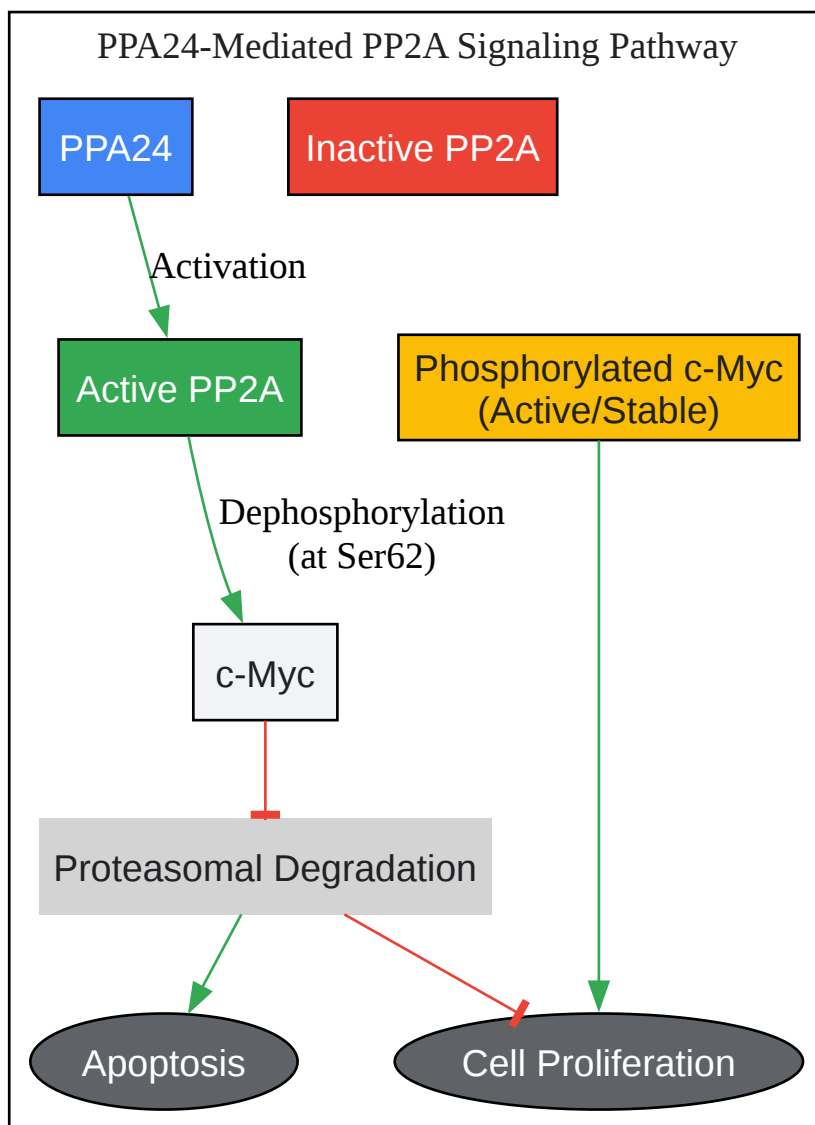 PPA24-Mediated PP2A Signaling Pathway
PPA24
Inactive PP2A
Activation
Active PP2A
Phosphorylated c-Myc
(Active/Stable)
Dephosphorylation
(at Ser62)
c-Myc
Proteasomal Degradation
Apoptosis
Cell Proliferation